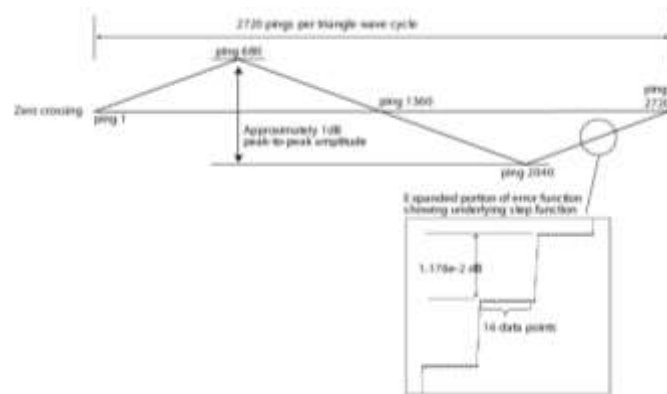 2720 pings per triangle wave cycle
ping 680
Zero crossing
ping 1
ping 1360
ping
2720
Approximately 1dB
peak-to-peak amplitude
ping 2040
Expanded portion of error function
showing underlying step function
1.176e-2 dB
16 data points